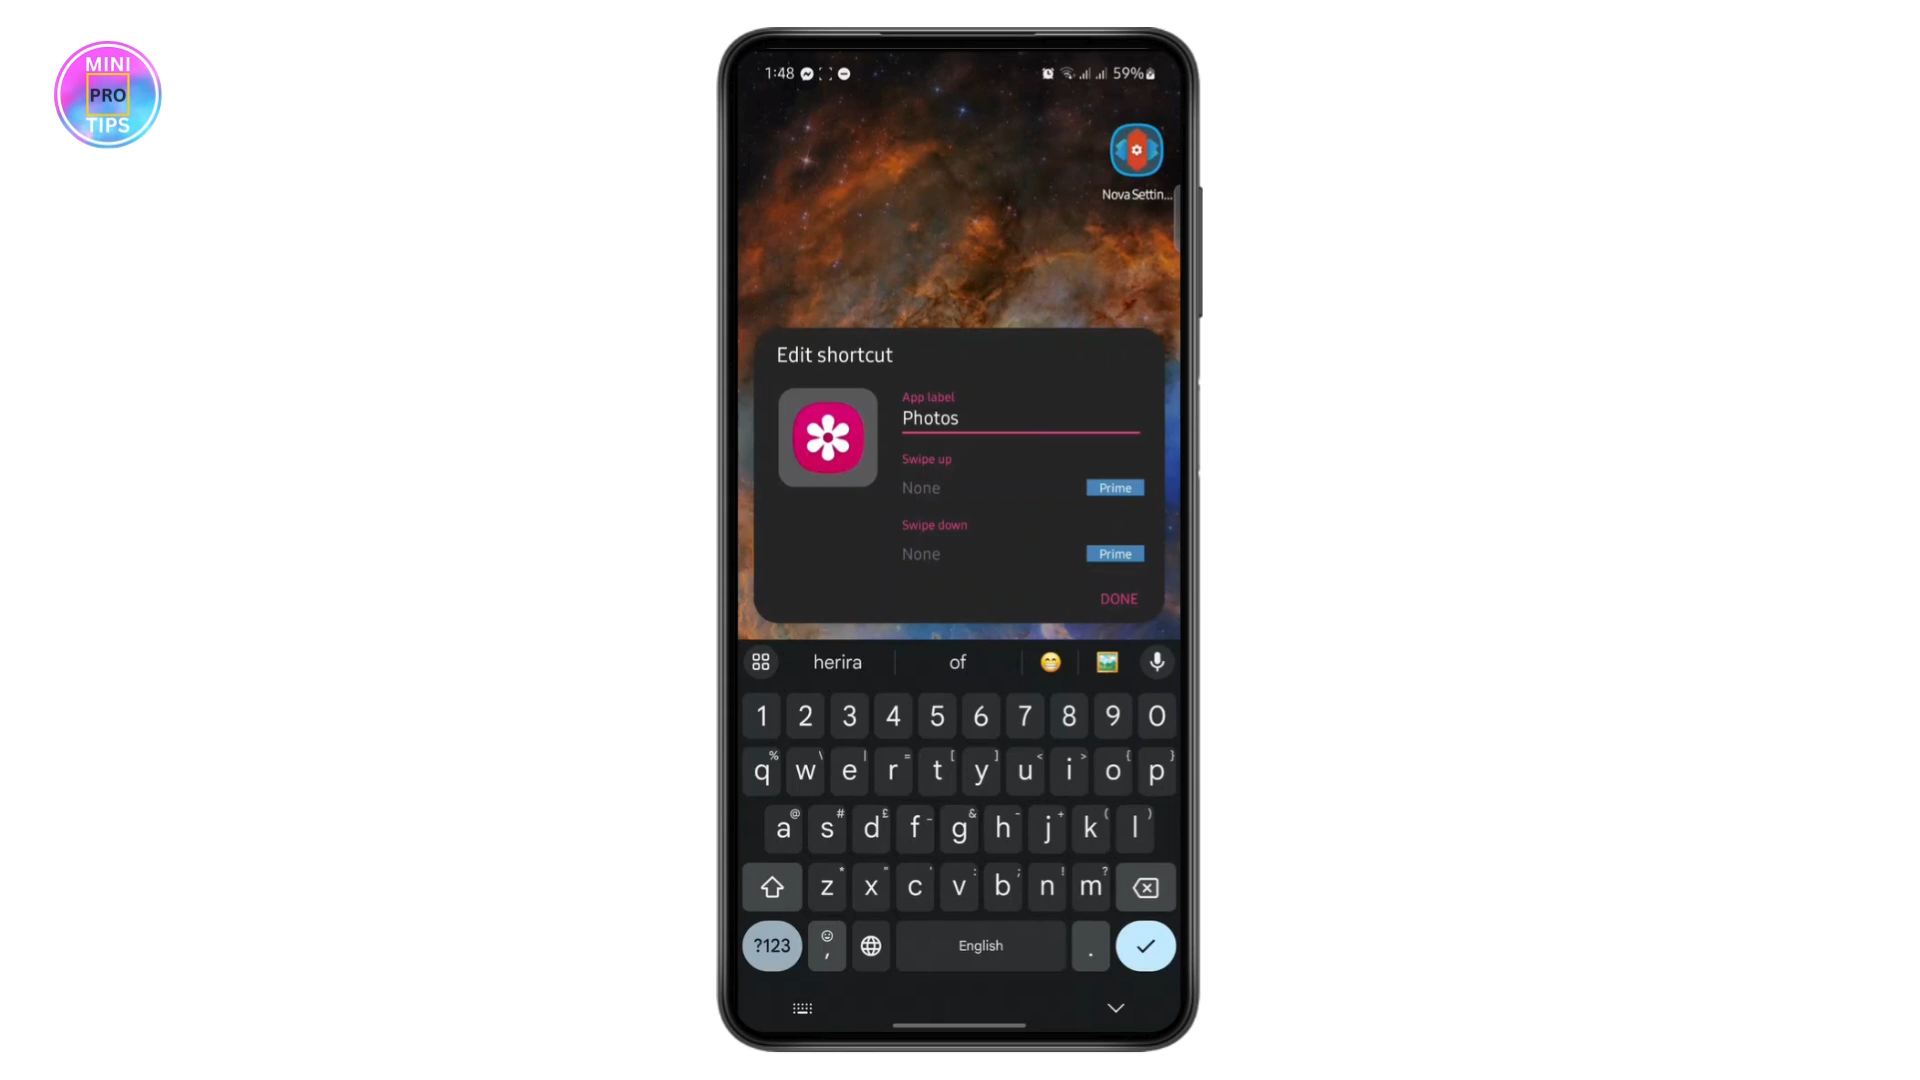 MINI
PRO
TIPS
1:48
59%
Nova Settin...
Edit shortcut
App label
Photos
Swipe up
None
Prime
Swipe down
None
Prime
DONE
herira
of
1 2 3 4 5 6 7 8 9 0
% \ | = [ ] < > { }
q w e r t y u i o p
@ # £ _ & - + ( )
a s d f g h j k l
* " ' : ; ! ?
z x c v b n m
?123
,
English
.